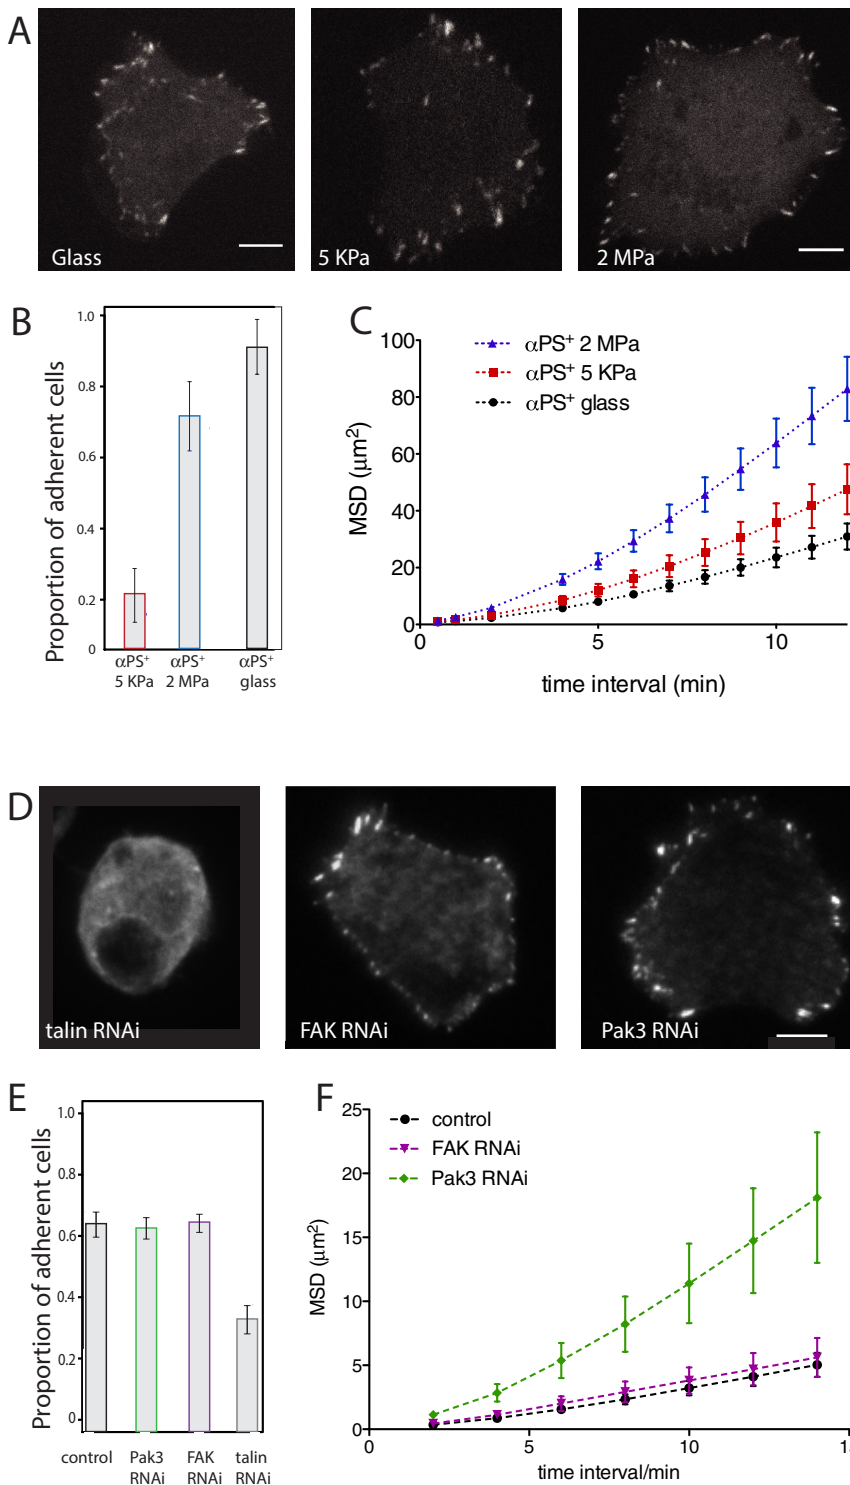 A
Glass
5 KPa
2 MPa
B
Proportion of adherent cells
1.0
0.8
0.6
0.4
0.2
0
αPS⁺ 5 KPa
αPS⁺ 2 MPa
αPS⁺ glass
C
MSD (μm²)
100
80
60
40
20
0
αPS⁺ 2 MPa
αPS⁺ 5 KPa
αPS⁺ glass
0 5 10
time interval (min)
D
talin RNAi
FAK RNAi
Pak3 RNAi
E
Proportion of adherent cells
1.0
0.8
0.6
0.4
0.2
0
control
Pak3 RNAi
FAK RNAi
talin RNAi
F
MSD (μm²)
25
20
15
10
5
0
control
FAK RNAi
Pak3 RNAi
0 5 10
time interval/min